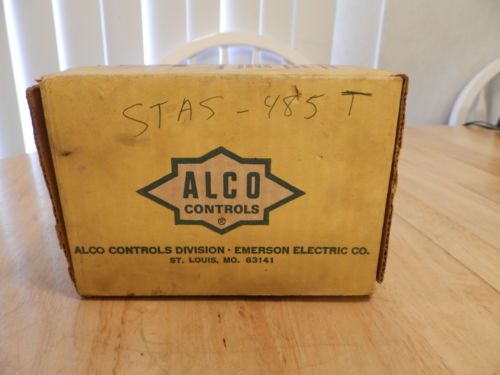 STAS - 485 T
ALCO
CONTROLS
®
ALCO CONTROLS DIVISION · EMERSON ELECTRIC CO.
ST. LOUIS, MO. 63141